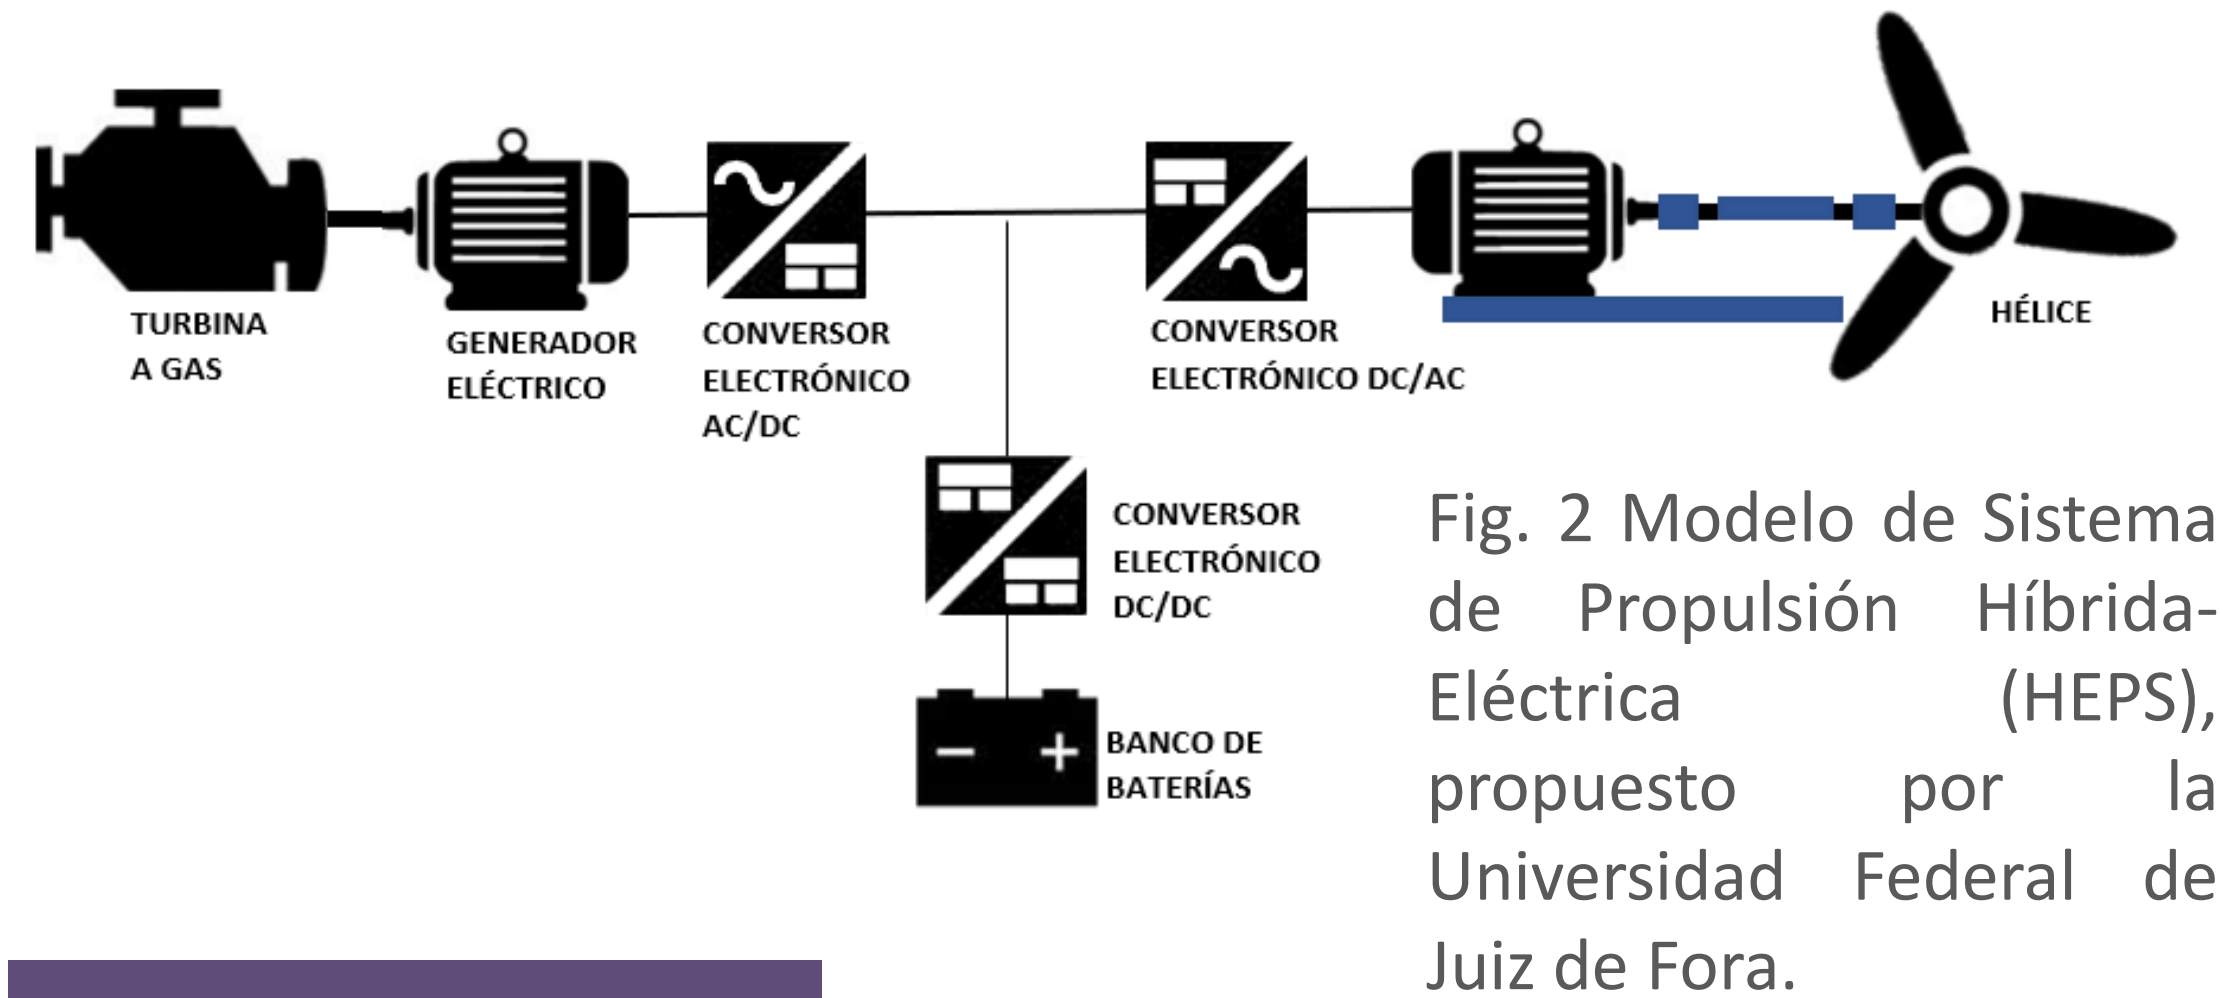 TURBINA
A GAS
GENERADOR
ELÉCTRICO
CONVERSOR
ELECTRÓNICO
AC/DC
CONVERSOR
ELECTRÓNICO DC/AC
HÉLICE
CONVERSOR
ELECTRÓNICO
DC/DC
BANCO DE
BATERÍAS
Fig. 2 Modelo de Sistema
de Propulsión Híbrida-
Eléctrica (HEPS),
propuesto por la
Universidad Federal de
Juiz de Fora.